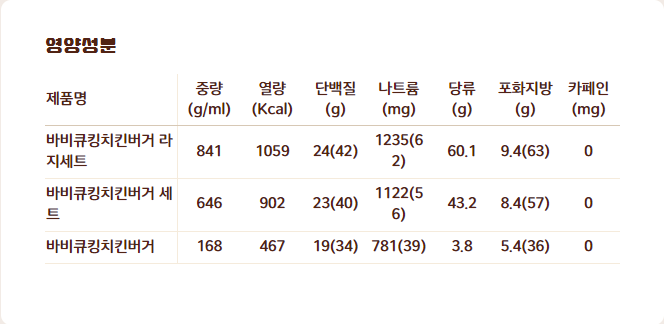 영양성분
제품명 중량 (g/ml) 열량 (Kcal) 단백질 (g) 나트륨 (mg) 당류 (g) 포화지방 (g) 카페인 (mg)
바비큐킹치킨버거 라지세트 841 1059 24(42) 1235(62) 60.1 9.4(63) 0
바비큐킹치킨버거 세트 646 902 23(40) 1122(56) 43.2 8.4(57) 0
바비큐킹치킨버거 168 467 19(34) 781(39) 3.8 5.4(36) 0